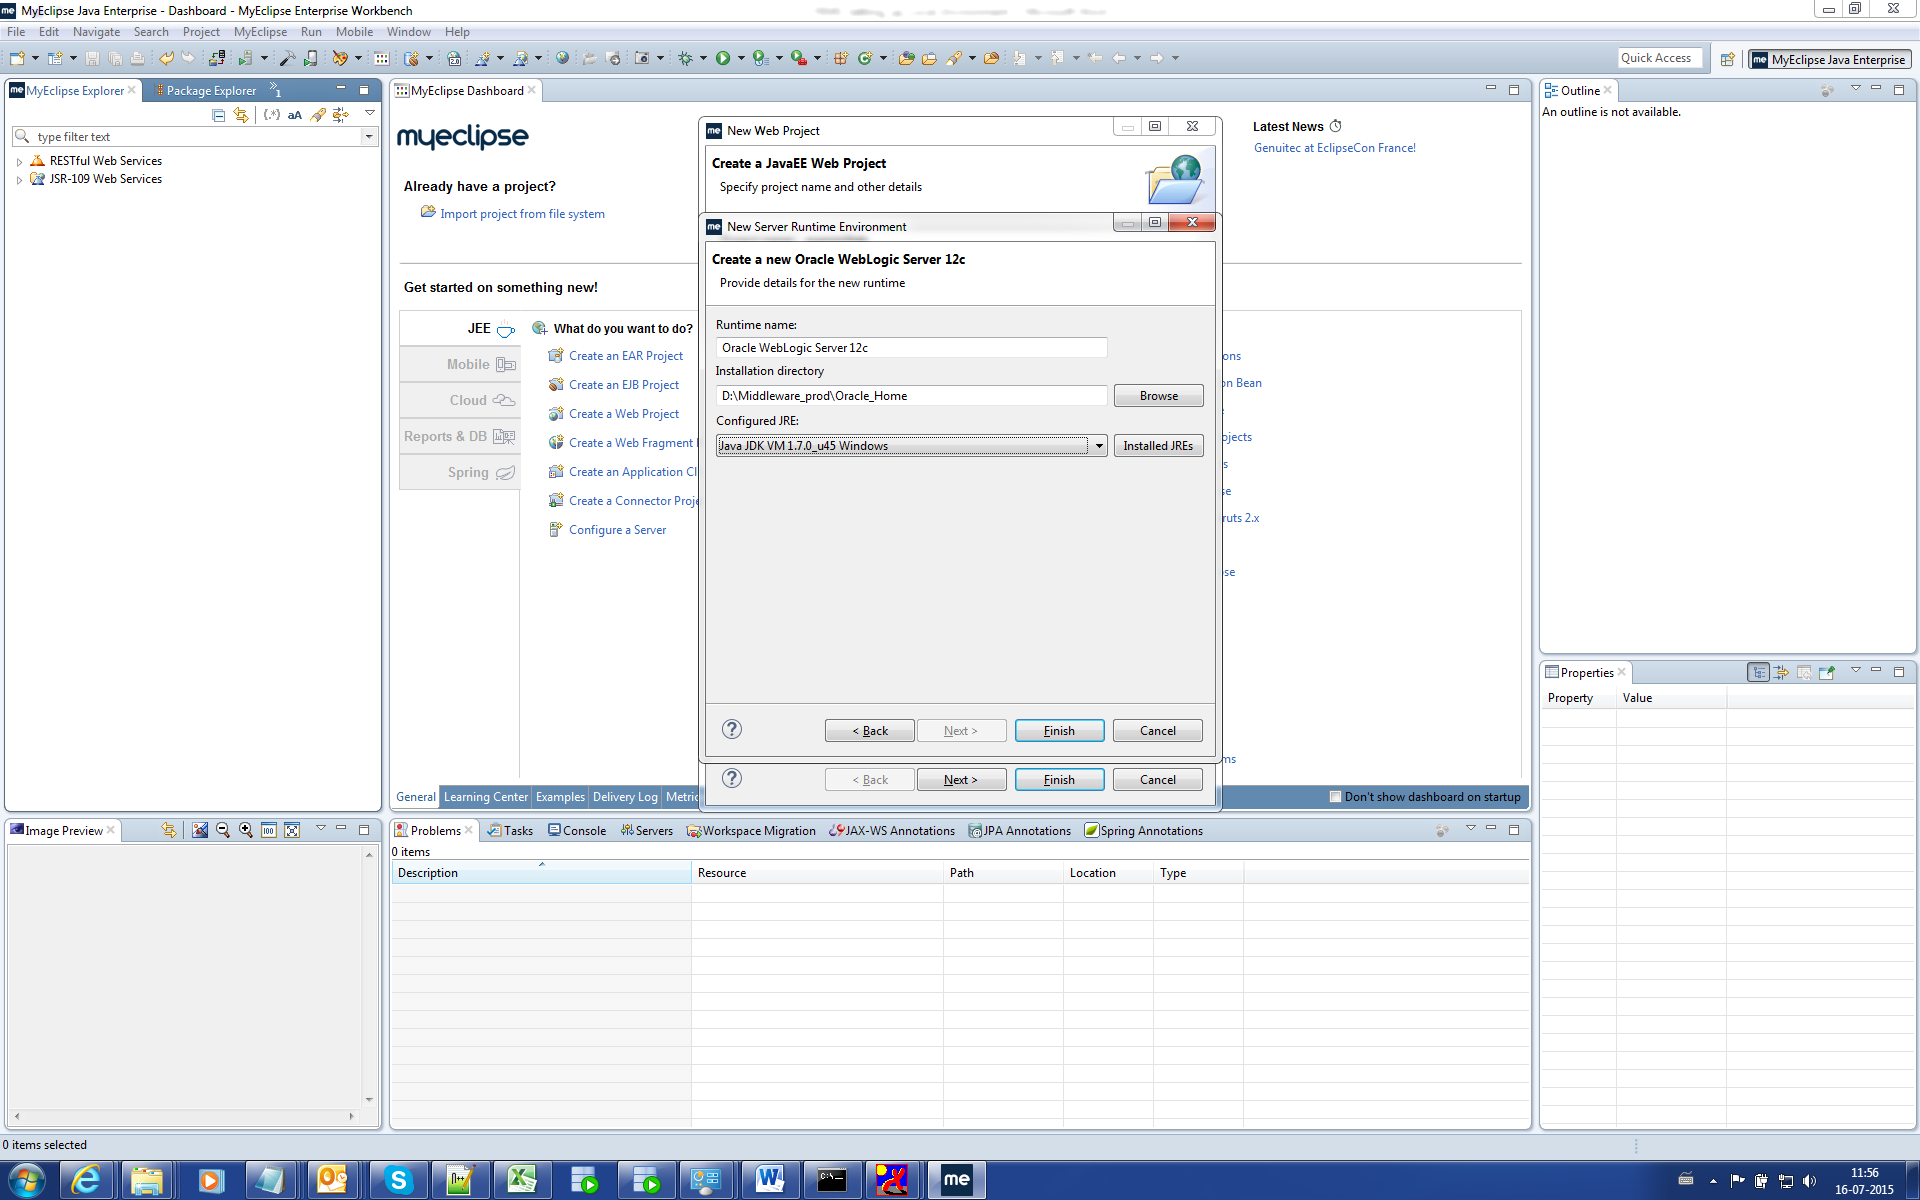 MyEclipse Java Enterprise - Dashboard - MyEclipse Enterprise Workbench
File Edit Navigate Search Project MyEclipse Run Mobile Window Help
Quick Access
MyEclipse Java Enterprise
MyEclipse Explorer
Package Explorer
type filter text
RESTful Web Services
JSR-109 Web Services
MyEclipse Dashboard
myeclipse
Already have a project?
Import project from file system
Get started on something new!
JEE
Mobile
Cloud
Reports & DB
Spring
What do you want to do?
Create an EAR Project
Create an EJB Project
Create a Web Project
Create a Web Fragment
Create an Application Cl
Create a Connector Proje
Configure a Server
Latest News
Genuitec at EclipseCon France!
New Web Project
Create a JavaEE Web Project
Specify project name and other details
New Server Runtime Environment
Create a new Oracle WebLogic Server 12c
Provide details for the new runtime
Runtime name:
Oracle WebLogic Server 12c
Installation directory
D:\Middleware_prod\Oracle_Home
Browse
Configured JRE:
Java JDK VM 1.7.0_u45 Windows
Installed JREs
< Back Next > Finish Cancel
< Back Next > Finish Cancel
ons
on Bean
ojects
s
se
ruts 2.x
se
ms
General Learning Center Examples Delivery Log Metric
Don't show dashboard on startup
Outline
An outline is not available.
Properties
Property Value
Image Preview
Problems Tasks Console Servers Workspace Migration JAX-WS Annotations JPA Annotations Spring Annotations
0 items
Description Resource Path Location Type
0 items selected
11:56
16-07-2015